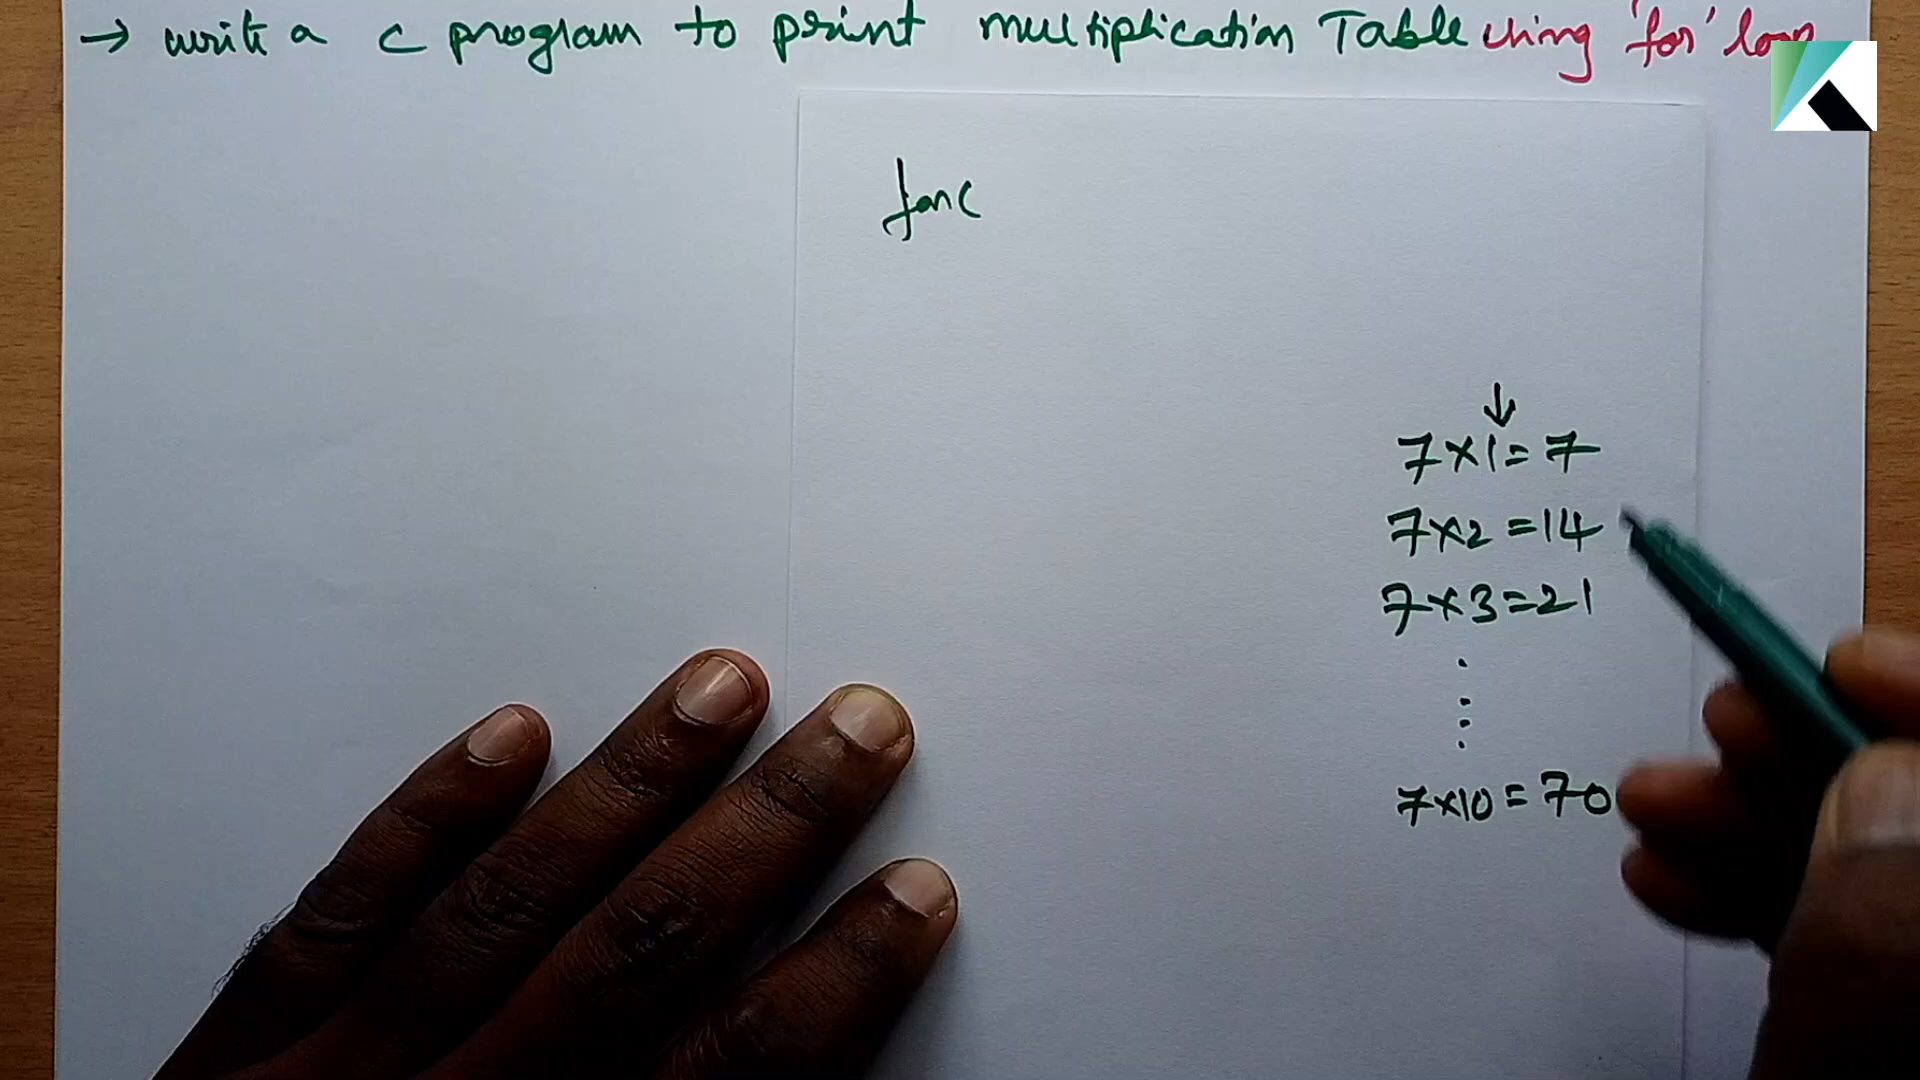 → write a c program to print multiplication Table using 'for' loop
for(
↓
7×1=7
7×2=14
7×3=21
7×10=70